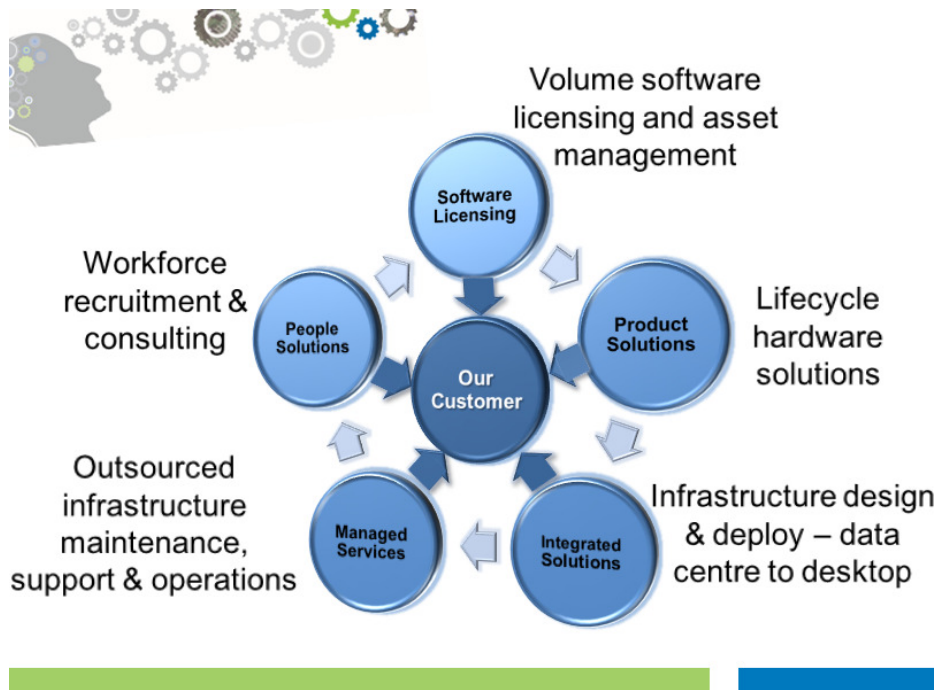 Volume software
licensing and asset
management
Software
Licensing
Workforce
recruitment &
consulting
People
Solutions
Product
Solutions
Lifecycle
hardware
solutions
Our
Customer
Outsourced
infrastructure
maintenance,
support & operations
Managed
Services
Integrated
Solutions
Infrastructure design
& deploy – data
centre to desktop